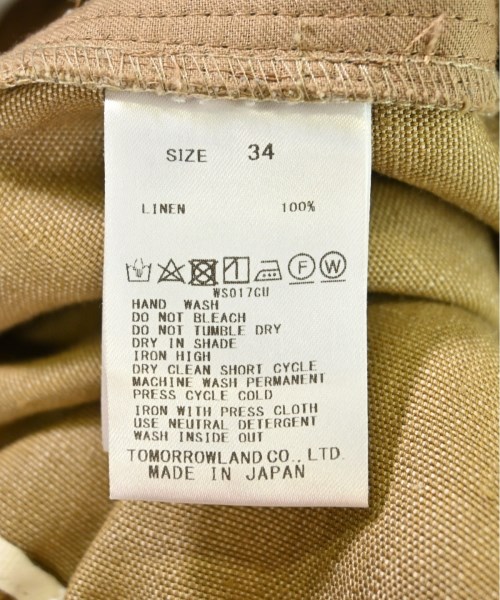 SIZE 34
LINEN 100%
F W
WS017CU
HAND WASH
DO NOT BLEACH
DO NOT TUMBLE DRY
DRY IN SHADE
IRON HIGH
DRY CLEAN SHORT CYCLE
MACHINE WASH PERMANENT
PRESS CYCLE COLD
IRON WITH PRESS CLOTH
USE NEUTRAL DETERGENT
WASH INSIDE OUT
TOMORROWLAND CO., LTD.
MADE IN JAPAN